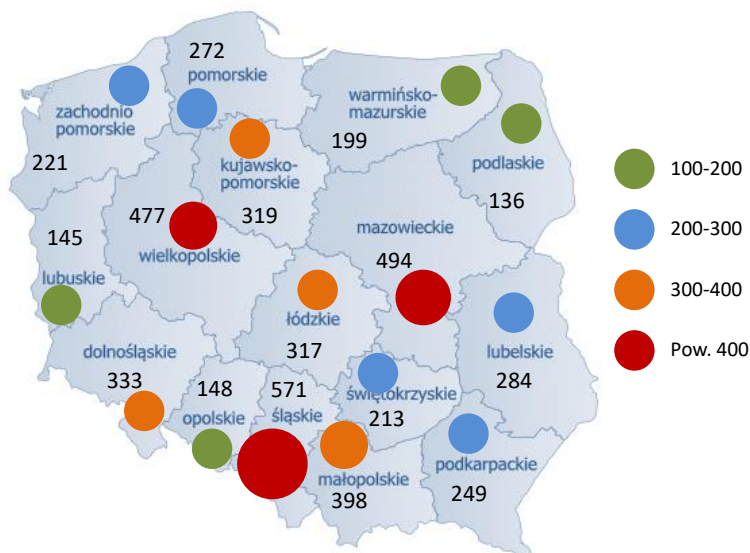 272
pomorskie
zachodnio
pomorskie
221
warmińsko-
mazurskie
199
podlaskie
136
kujawsko-
pomorskie
319
477
wielkopolskie
145
lubuskie
mazowieckie
494
łódzkie
317
dolnośląskie
333
148
opolskie
571
śląskie
świętokrzyskie
213
lubelskie
284
małopolskie
398
podkarpackie
249
100-200
200-300
300-400
Pow. 400